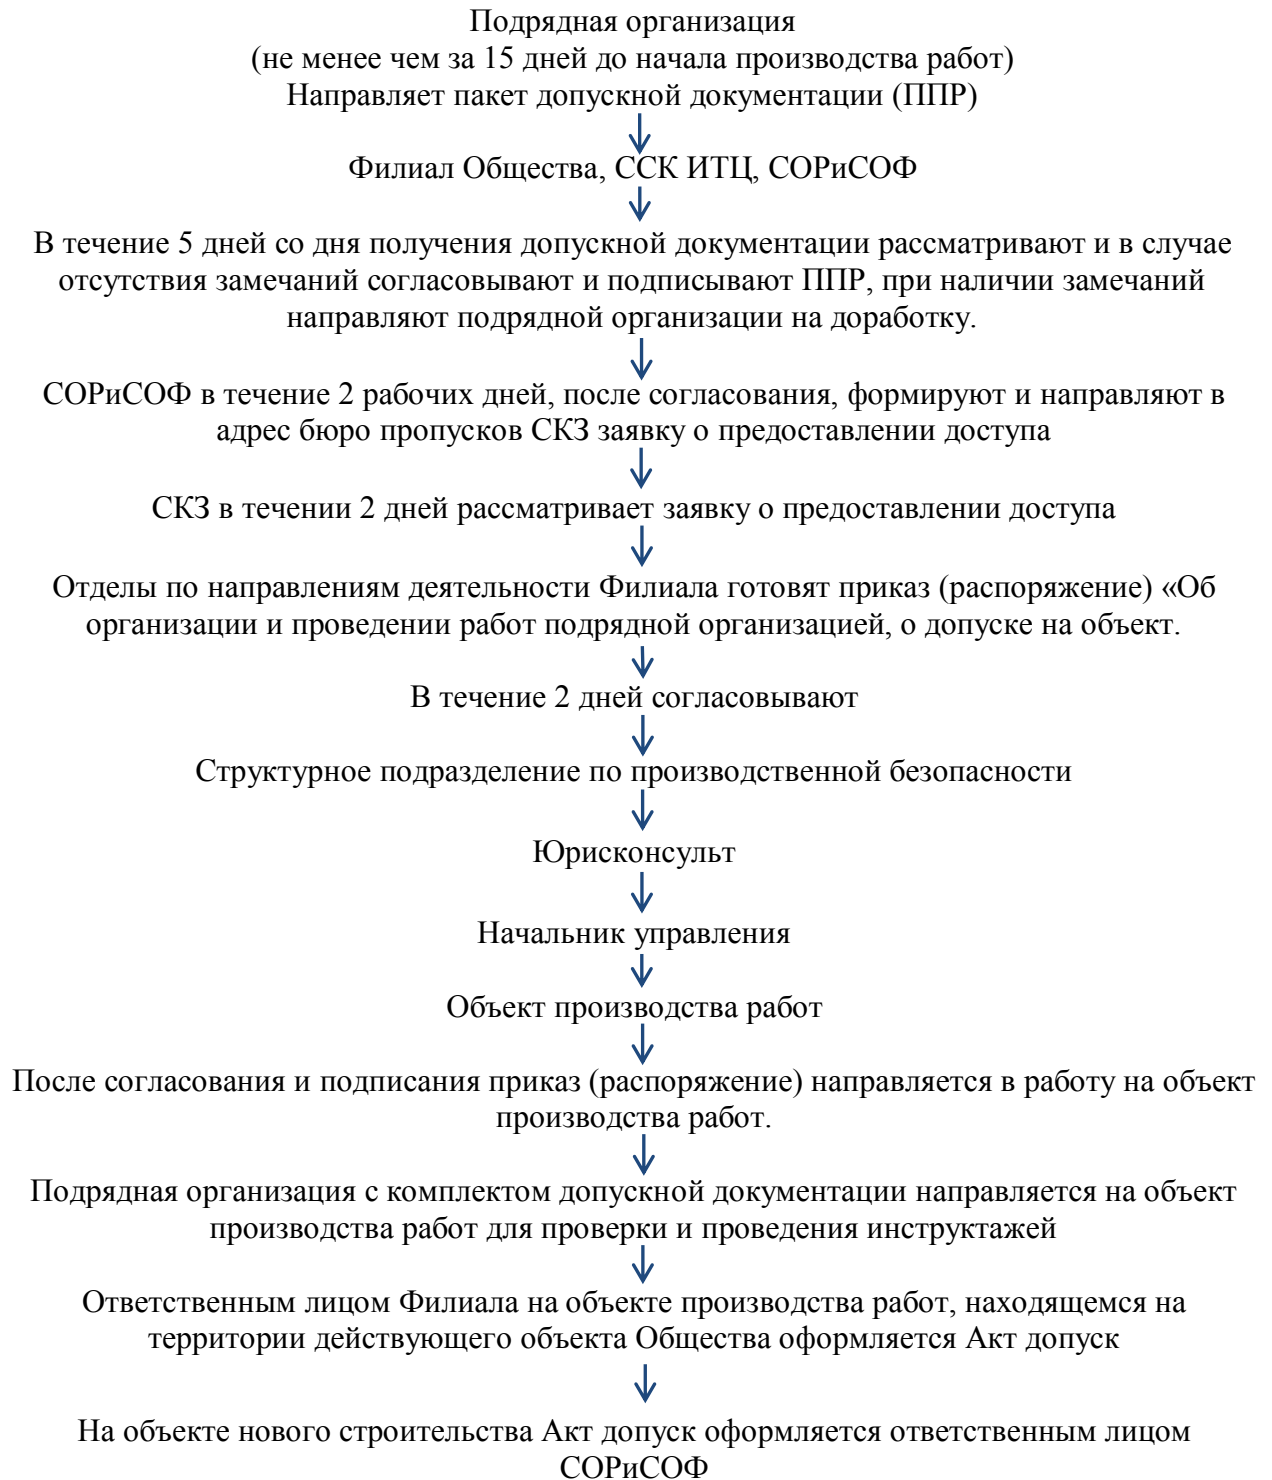 Подрядная организация
(не менее чем за 15 дней до начала производства работ)
Направляет пакет допускной документации (ППР)
Филиал Общества, ССК ИТЦ, СОРиСОФ
В течение 5 дней со дня получения допускной документации рассматривают и в случае
отсутствия замечаний согласовывают и подписывают ППР, при наличии замечаний
направляют подрядной организации на доработку.
СОРиСОФ в течение 2 рабочих дней, после согласования, формируют и направляют в
адрес бюро пропусков СКЗ заявку о предоставлении доступа
СКЗ в течении 2 дней рассматривает заявку о предоставлении доступа
Отделы по направлениям деятельности Филиала готовят приказ (распоряжение) «Об
организации и проведении работ подрядной организацией, о допуске на объект.
В течение 2 дней согласовывают
Структурное подразделение по производственной безопасности
Юрисконсульт
Начальник управления
Объект производства работ
После согласования и подписания приказ (распоряжение) направляется в работу на объект
производства работ.
Подрядная организация с комплектом допускной документации направляется на объект
производства работ для проверки и проведения инструктажей
Ответственным лицом Филиала на объекте производства работ, находящемся на
территории действующего объекта Общества оформляется Акт допуск
На объекте нового строительства Акт допуск оформляется ответственным лицом
СОРиСОФ